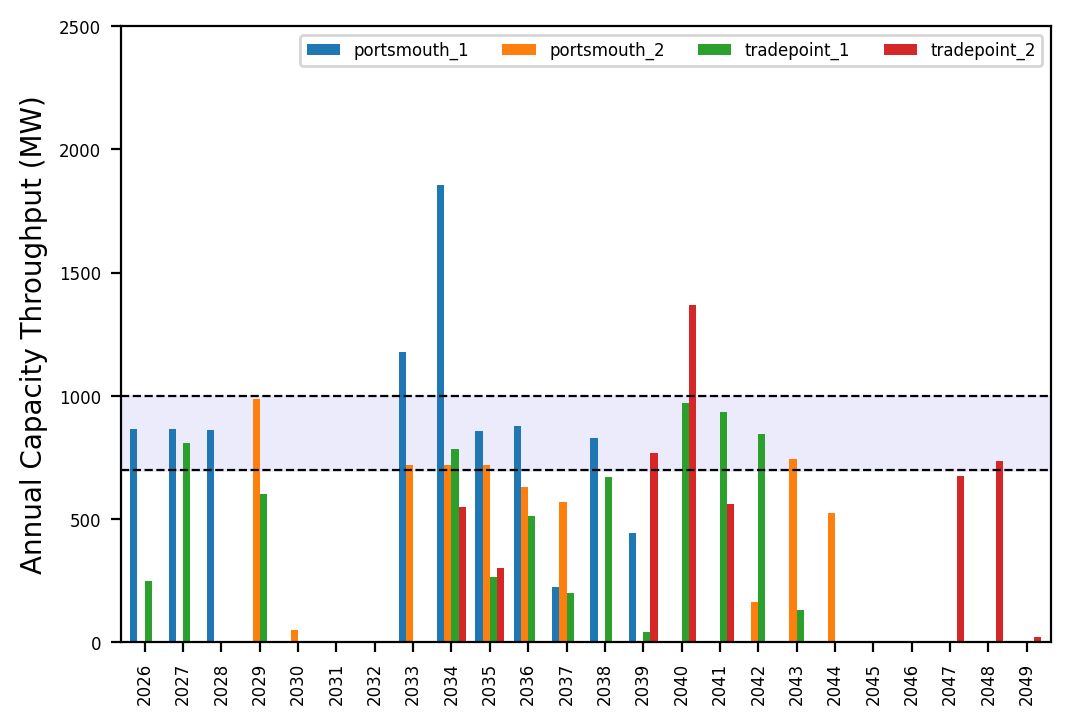 portsmouth_1 portsmouth_2 tradepoint_1 tradepoint_2
Annual Capacity Throughput (MW)
2500
2000
1500
1000
500
0
2026 2027 2028 2029 2030 2031 2032 2033 2034 2035 2036 2037 2038 2039 2040 2041 2042 2043 2044 2045 2046 2047 2048 2049